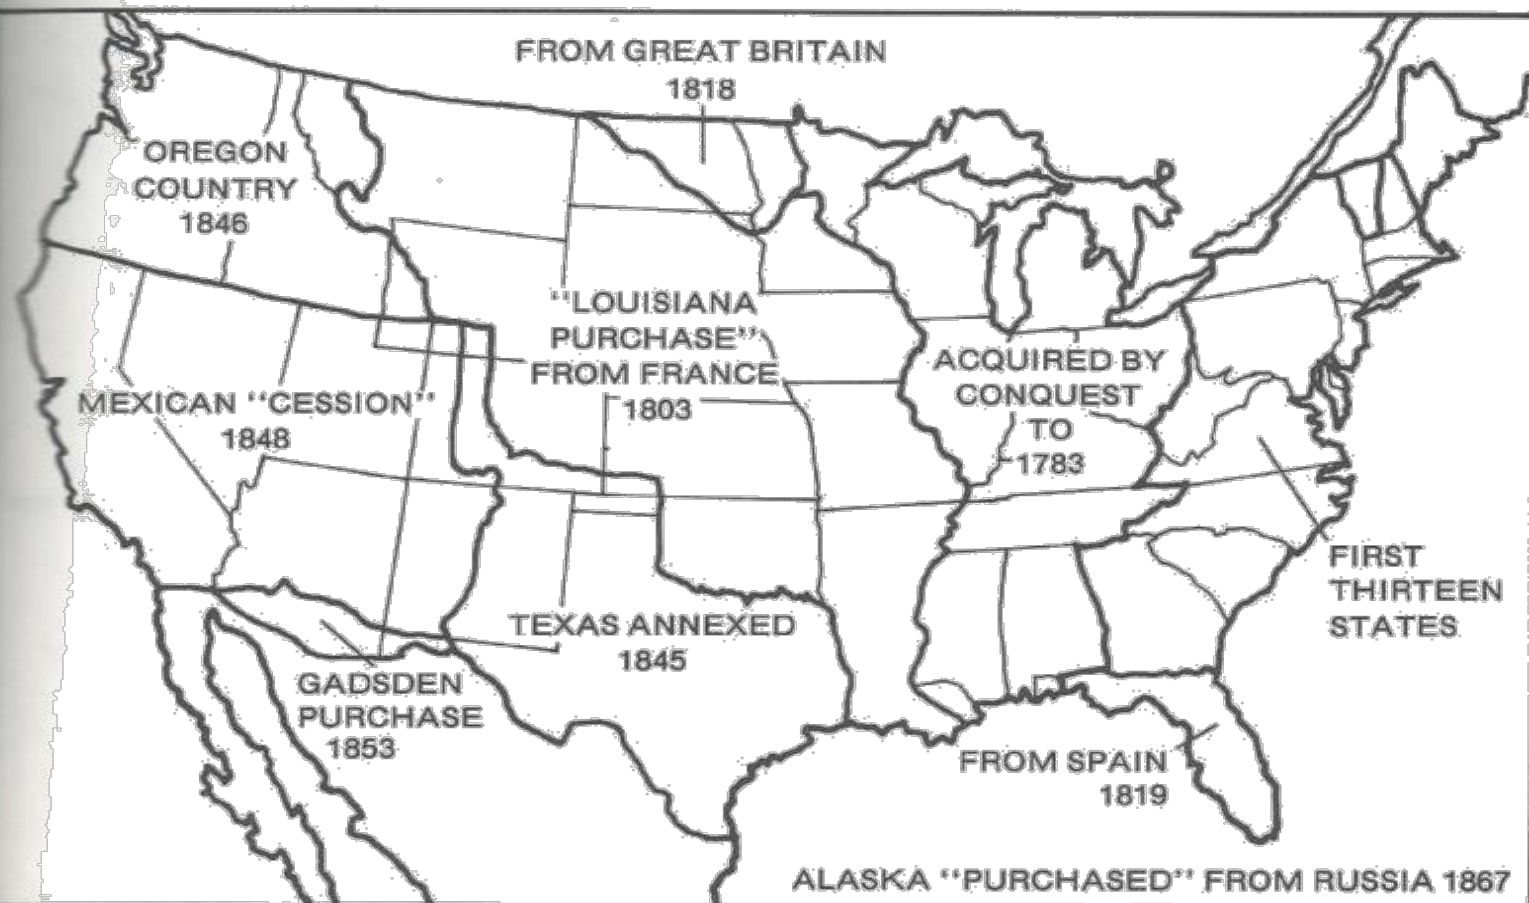 FROM GREAT BRITAIN
1818
OREGON
COUNTRY
1846
"LOUISIANA
PURCHASE"
FROM FRANCE
1803
ACQUIRED BY
CONQUEST
TO
1783
MEXICAN "CESSION"
1848
FIRST
THIRTEEN
STATES
TEXAS ANNEXED
1845
GADSDEN
PURCHASE
1853
FROM SPAIN
1819
ALASKA "PURCHASED" FROM RUSSIA 1867